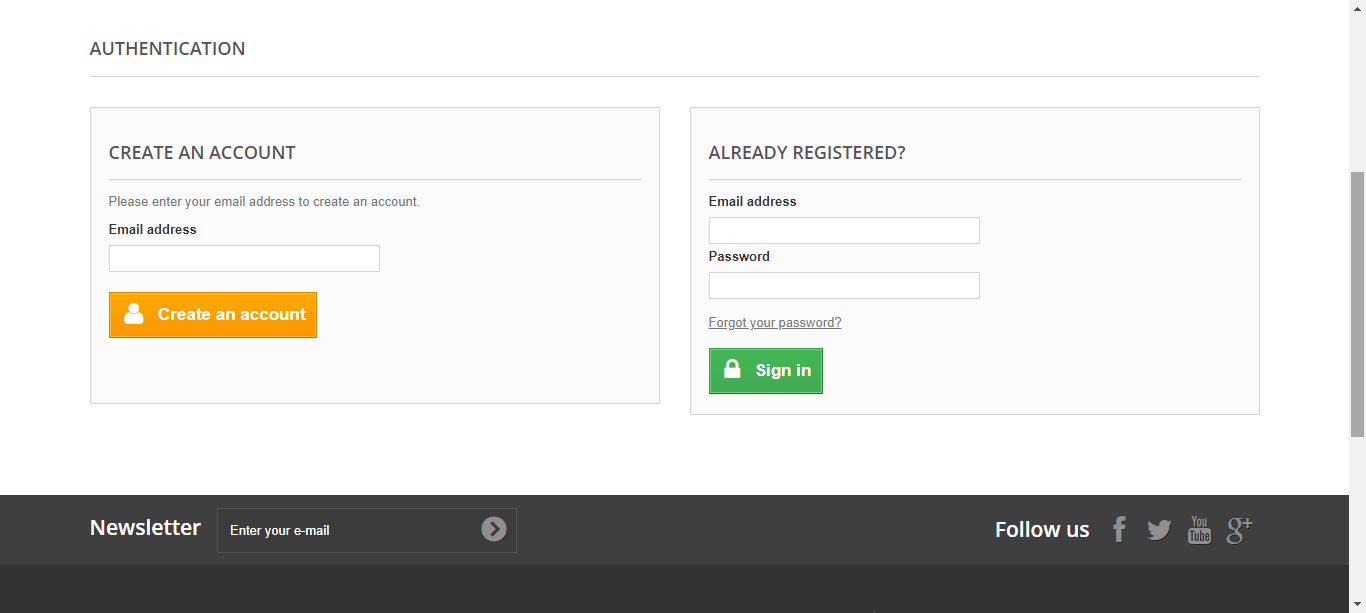 AUTHENTICATION
CREATE AN ACCOUNT
Please enter your email address to create an account.
Email address
Create an account
ALREADY REGISTERED?
Email address
Password
Forgot your password?
Sign in
Newsletter
Enter your e-mail
Follow us
You
Tube
g+